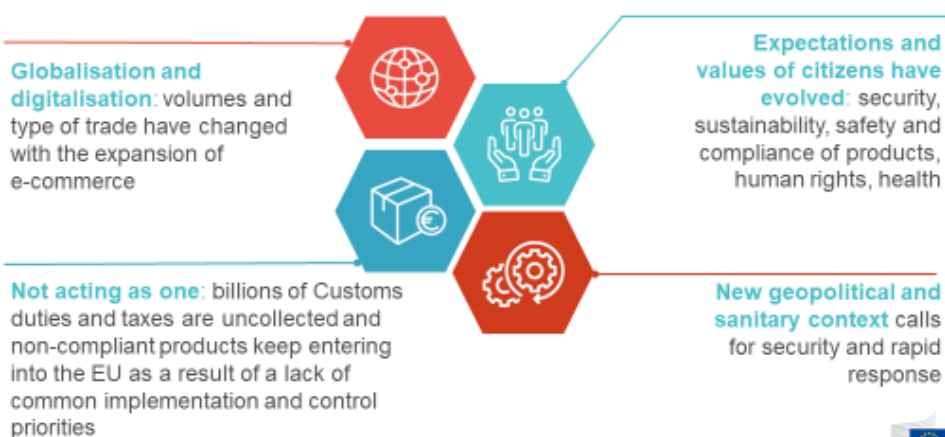 Globalisation and
digitalisation: volumes and
type of trade have changed
with the expansion of
e-commerce
Expectations and
values of citizens have
evolved: security,
sustainability, safety and
compliance of products,
human rights, health
Not acting as one: billions of Customs
duties and taxes are uncollected and
non-compliant products keep entering
into the EU as a result of a lack of
common implementation and control
priorities
New geopolitical and
sanitary context calls
for security and rapid
response